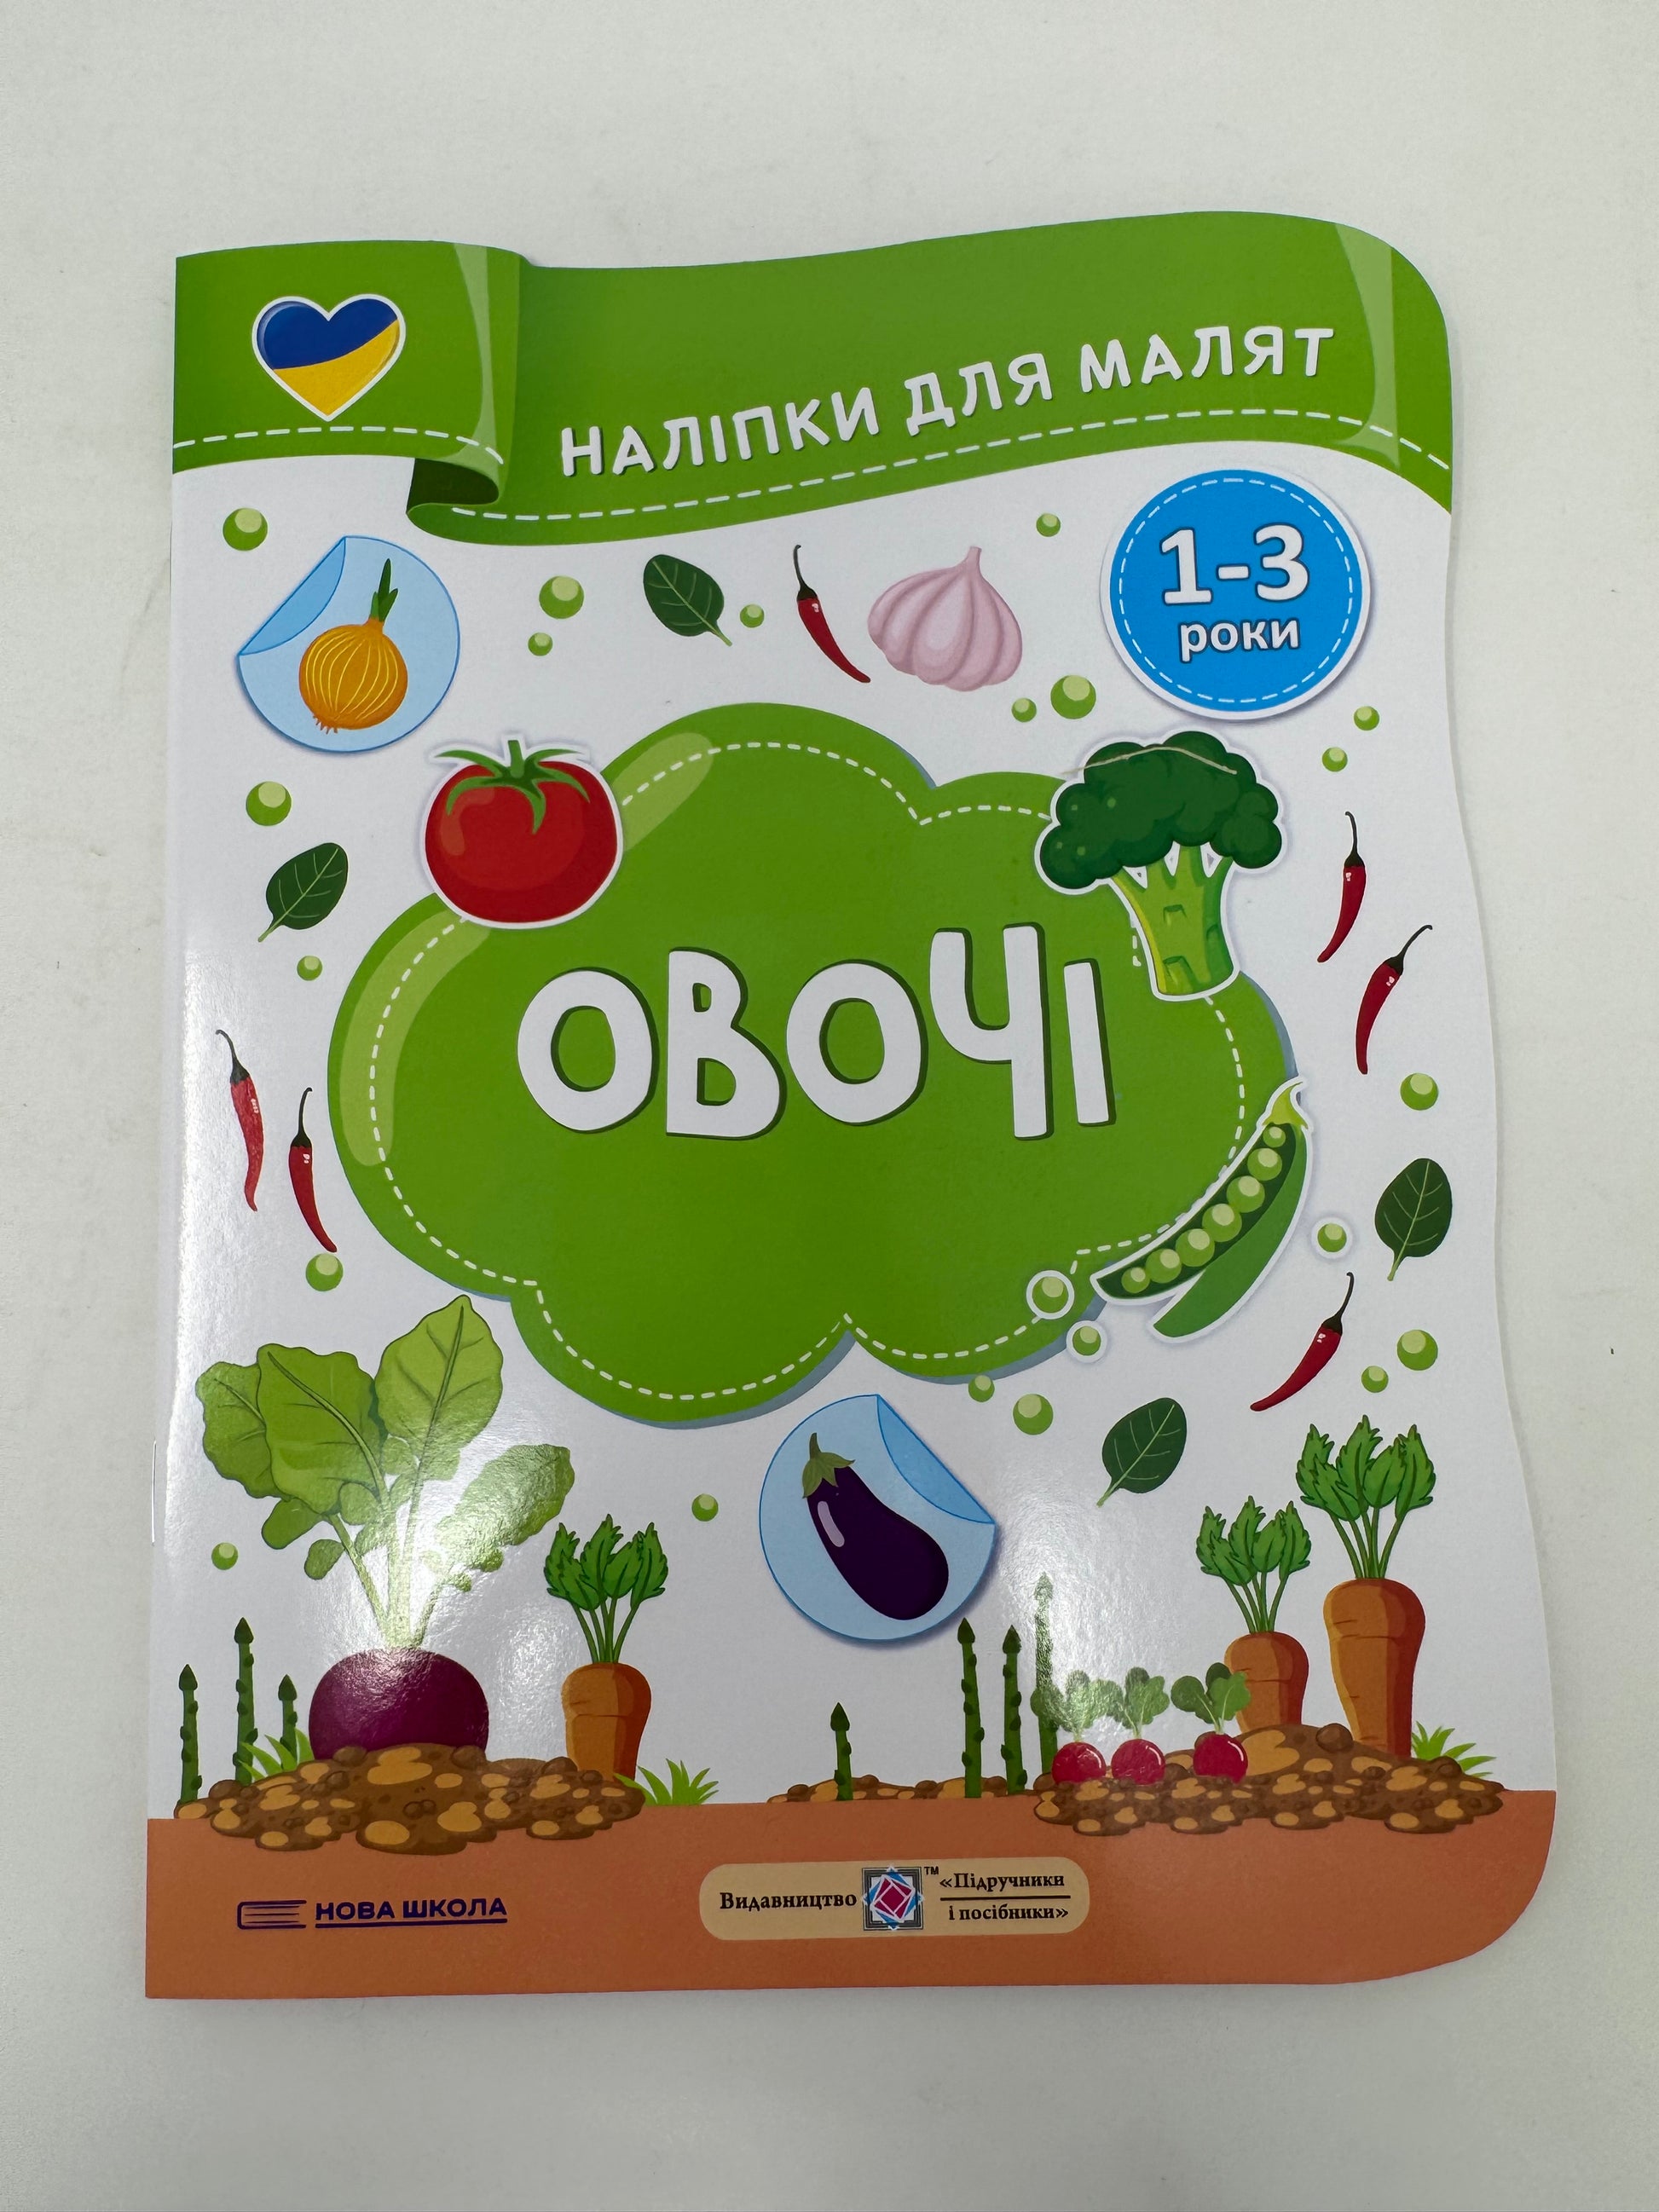 НАЛІПКИ ДЛЯ МАЛЯТ
1-3
роки
ОВОЧІ
НОВА ШКОЛА
Видавництво
TM
«Підручники
і посібники»